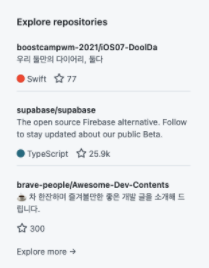 Explore repositories
boostcampwm-2021/iOS07-DoolDa
우리 둘만의 다이어리, 둘다
Swift 77
supabase/supabase
The open source Firebase alternative. Follow
to stay updated about our public Beta.
TypeScript 25.9k
brave-people/Awesome-Dev-Contents
☕ 차 한잔하며 즐겨볼만한 좋은 개발 글을 소개해 드
립니다.
300
Explore more →